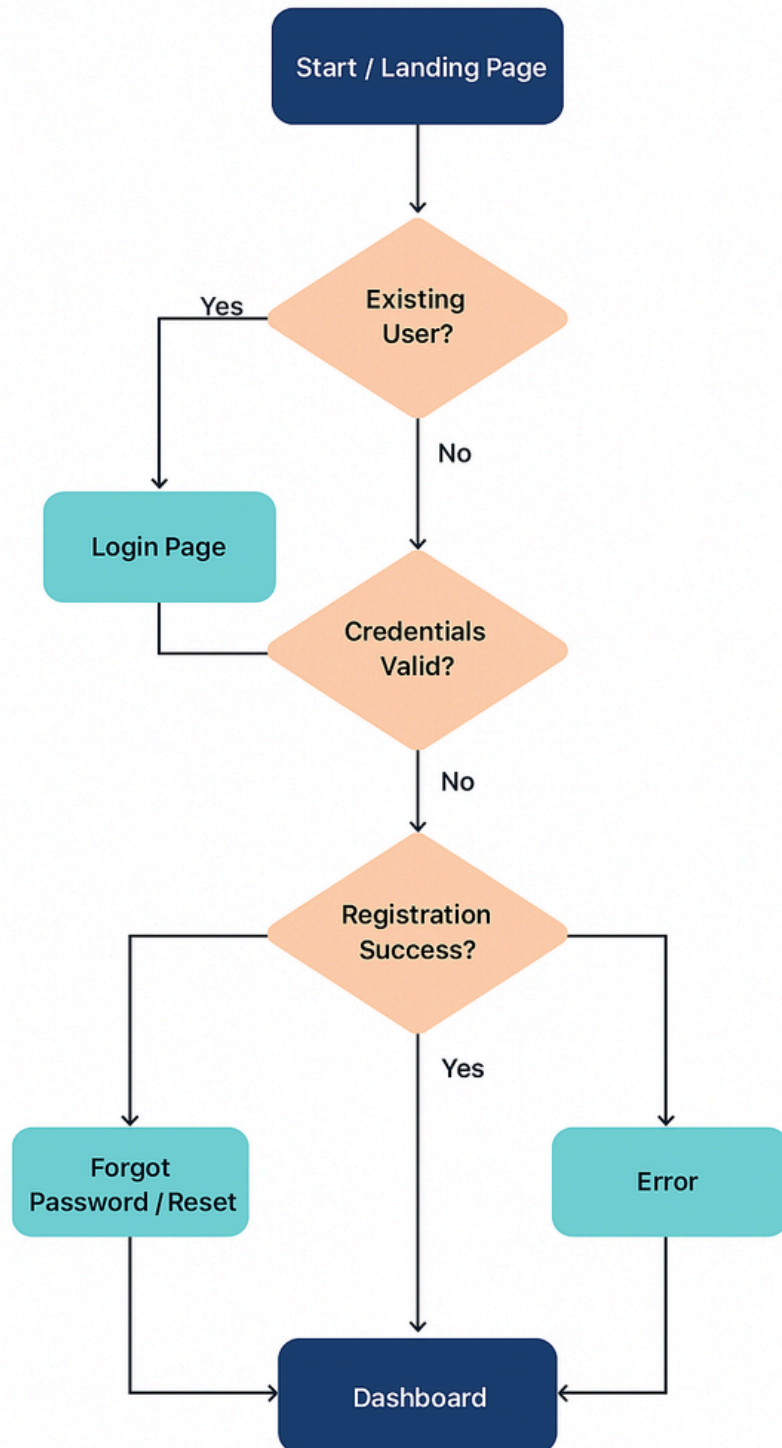 Start / Landing Page
Existing
User?
Yes
No
Login Page
Credentials
Valid?
No
Registration
Success?
Yes
Forgot
Password / Reset
Error
Dashboard